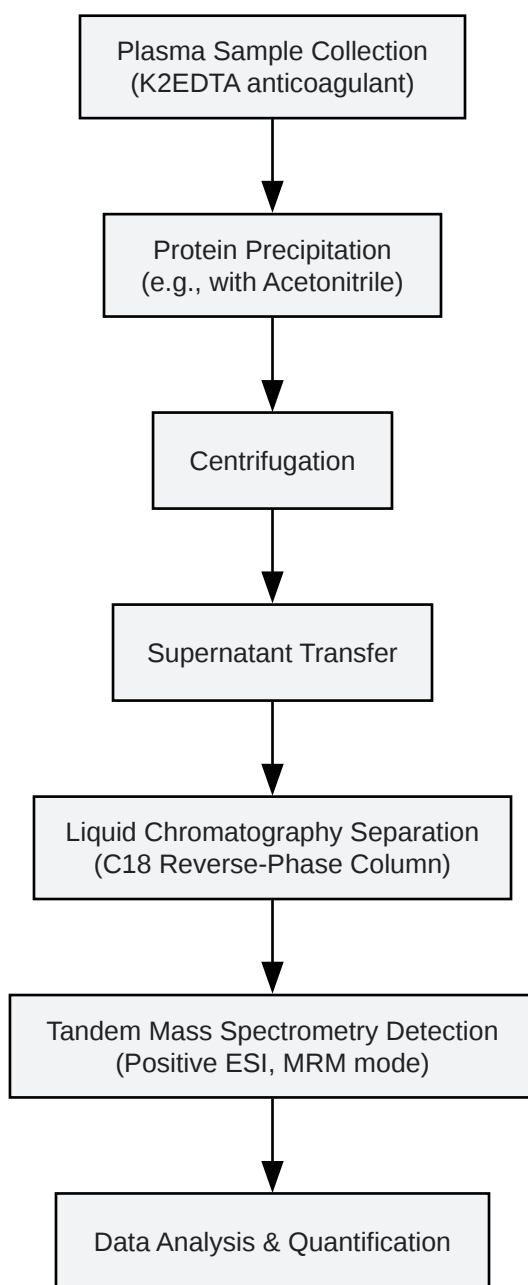 Plasma Sample Collection
(K2EDTA anticoagulant)
Protein Precipitation
(e.g., with Acetonitrile)
Centrifugation
Supernatant Transfer
Liquid Chromatography Separation
(C18 Reverse-Phase Column)
Tandem Mass Spectrometry Detection
(Positive ESI, MRM mode)
Data Analysis & Quantification